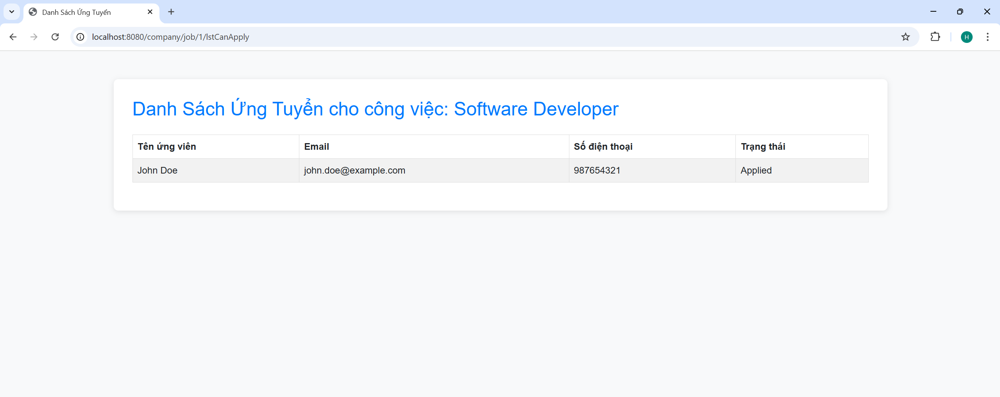 Danh Sách Ứng Tuyển
localhost:8080/company/job/1/lstCanApply
H
Danh Sách Ứng Tuyển cho công việc: Software Developer
Tên ứng viên Email Số điện thoại Trạng thái
John Doe john.doe@example.com 987654321 Applied